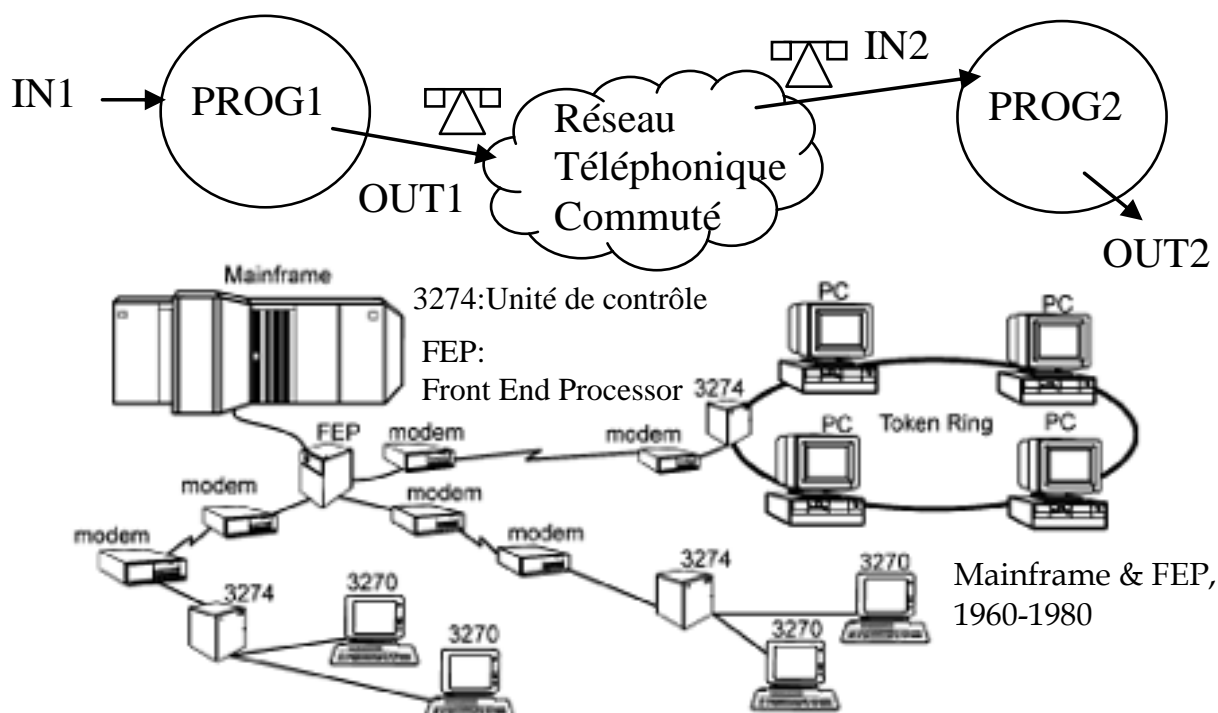 IN1
PROG1
OUT1
Réseau
Téléphonique
Commuté
IN2
PROG2
OUT2
Mainframe
3274:Unité de contrôle
FEP:
Front End Processor
FEP
modem
modem
3274
PC
PC
Token Ring
PC
PC
modem
modem
modem
modem
3274
3270
3270
3274
3270
3270
Mainframe & FEP,
1960-1980